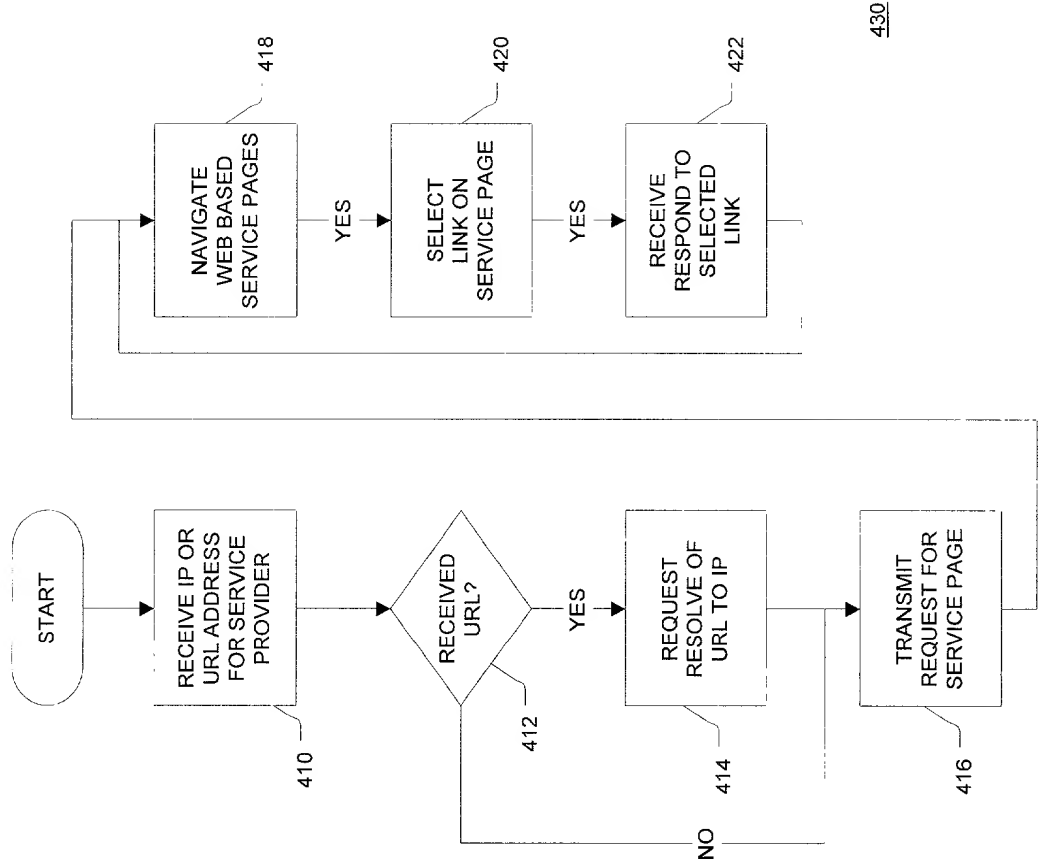 START
RECEIVE IP OR
URL ADDRESS
FOR SERVICE
PROVIDER
410
RECEIVED
URL?
412
YES
NO
REQUEST
RESOLVE OF
URL TO IP
414
TRANSMIT
REQUEST FOR
SERVICE PAGE
416
NAVIGATE
WEB BASED
SERVICE PAGES
418
YES
SELECT
LINK ON
SERVICE PAGE
420
YES
RECEIVE
RESPOND TO
SELECTED
LINK
422
430